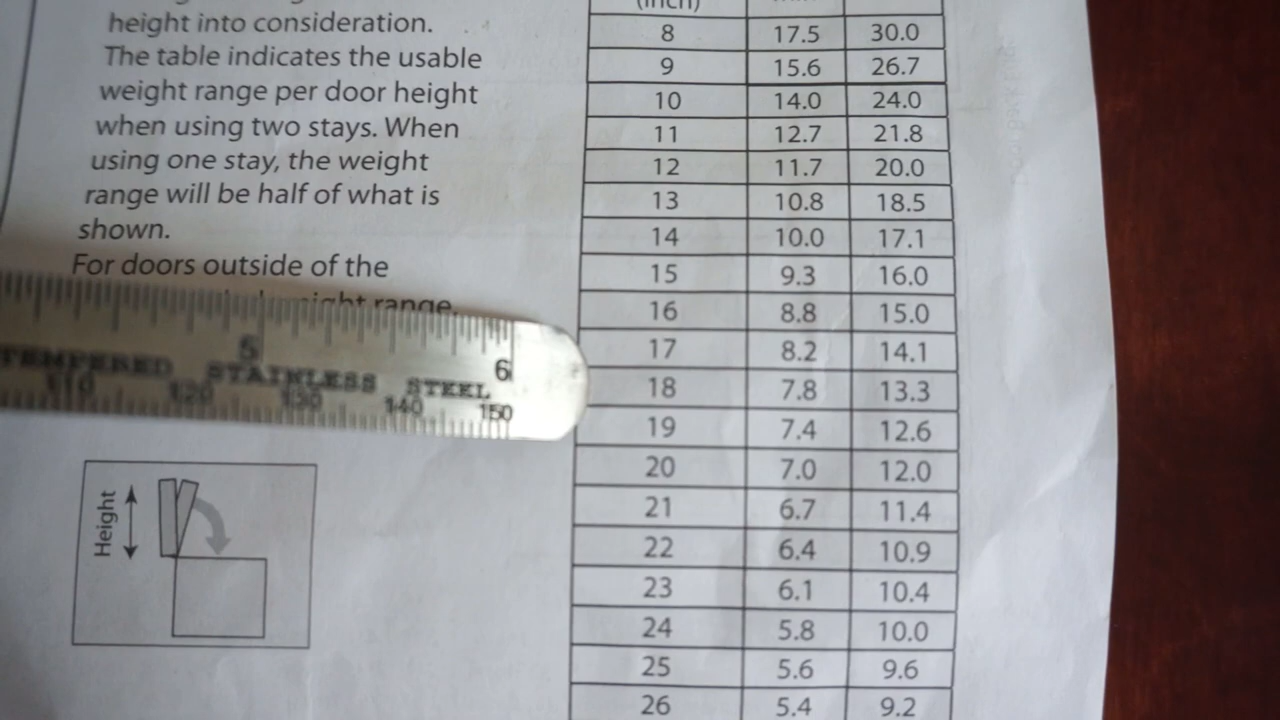 height into consideration.
The table indicates the usable
weight range per door height
when using two stays. When
using one stay, the weight
range will be half of what is
shown.
For doors outside of the
weight range,
(inch)
8 17.5 30.0
9 15.6 26.7
10 14.0 24.0
11 12.7 21.8
12 11.7 20.0
13 10.8 18.5
14 10.0 17.1
15 9.3 16.0
16 8.8 15.0
17 8.2 14.1
18 7.8 13.3
19 7.4 12.6
20 7.0 12.0
21 6.7 11.4
22 6.4 10.9
23 6.1 10.4
24 5.8 10.0
25 5.6 9.6
26 5.4 9.2
5 6
TEMPERED STAINLESS STEEL
110 120 130 140 150
Height